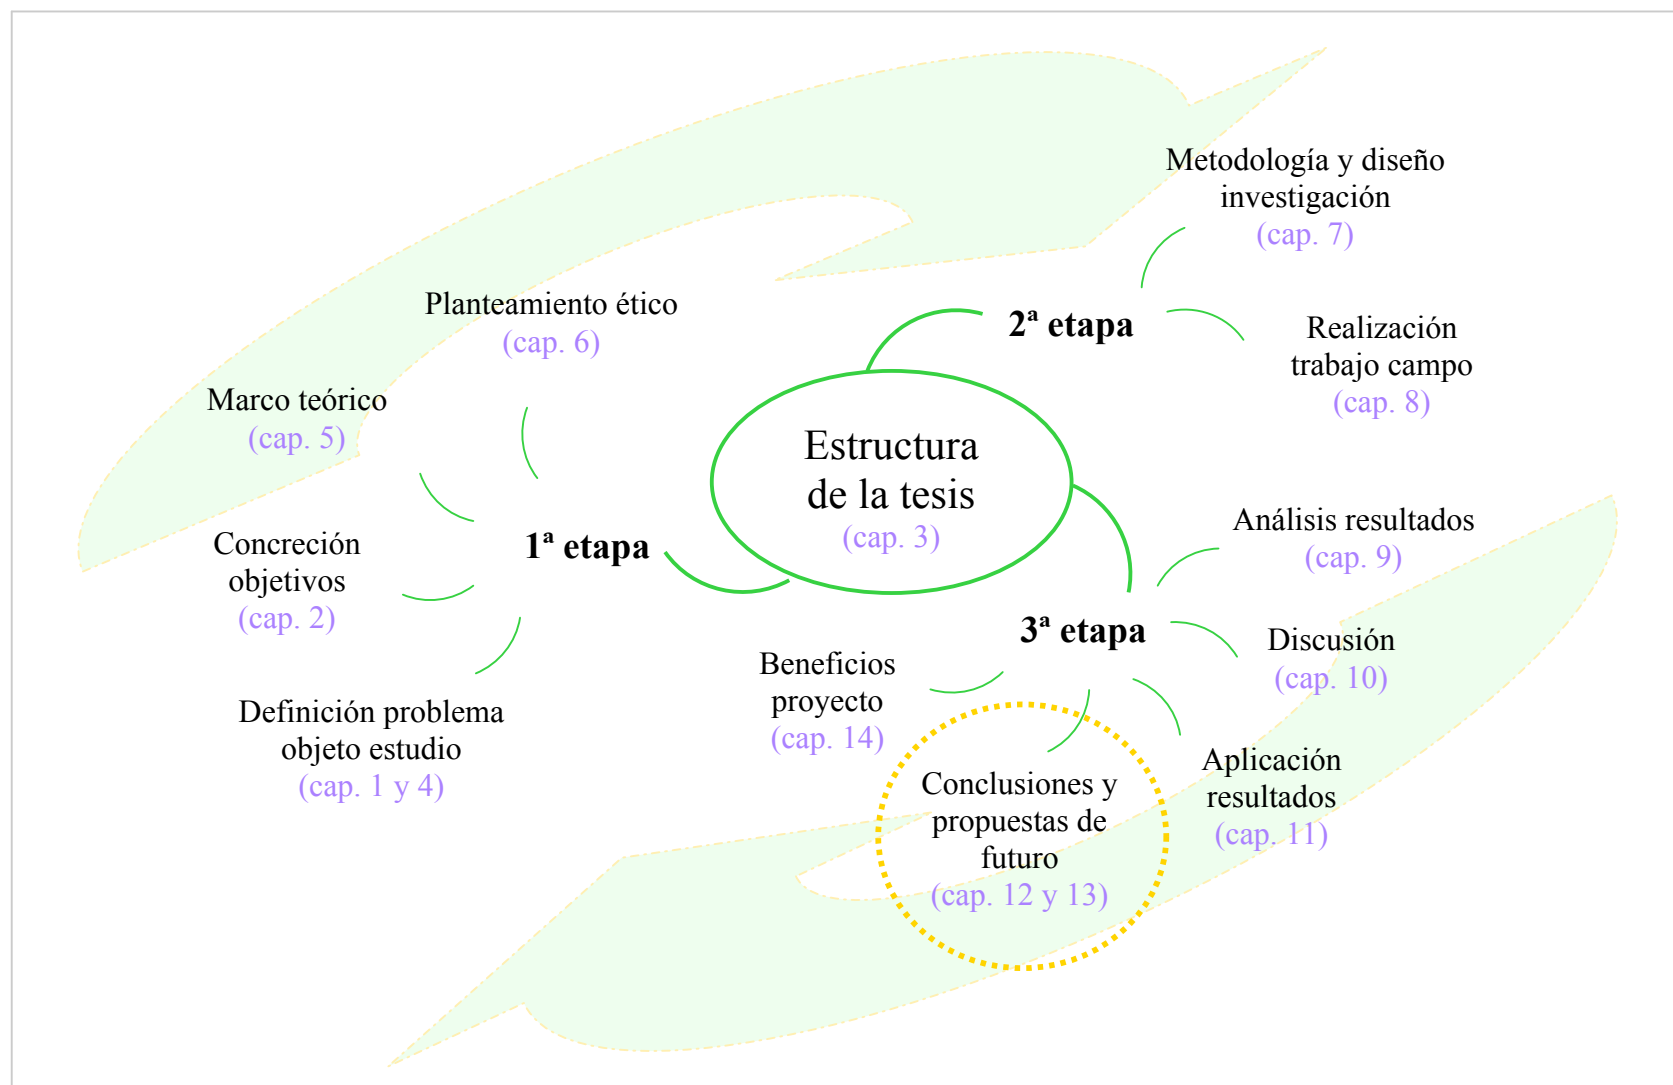 Estructura
de la tesis
(cap. 3)
1ª etapa
Definición problema
objeto estudio
(cap. 1 y 4)
Concreción
objetivos
(cap. 2)
Marco teórico
(cap. 5)
Planteamiento ético
(cap. 6)
2ª etapa
Metodología y diseño
investigación
(cap. 7)
Realización
trabajo campo
(cap. 8)
3ª etapa
Análisis resultados
(cap. 9)
Discusión
(cap. 10)
Aplicación
resultados
(cap. 11)
Conclusiones y
propuestas de
futuro
(cap. 12 y 13)
Beneficios
proyecto
(cap. 14)